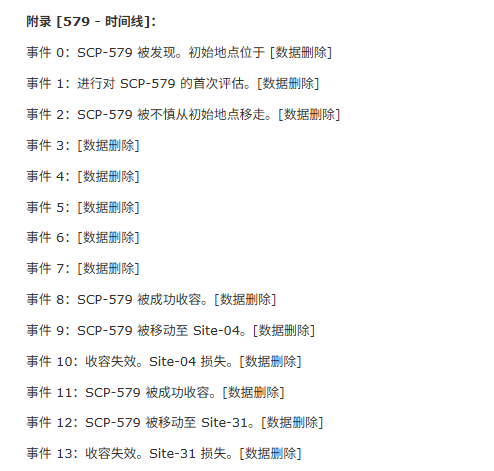 附录 [579 - 时间线]:
事件 0: SCP-579 被发现。初始地点位于 [数据删除]
事件 1: 进行对 SCP-579 的首次评估。[数据删除]
事件 2: SCP-579 被不慎从初始地点移走。[数据删除]
事件 3: [数据删除]
事件 4: [数据删除]
事件 5: [数据删除]
事件 6: [数据删除]
事件 7: [数据删除]
事件 8: SCP-579 被成功收容。[数据删除]
事件 9: SCP-579 被移动至 Site-04。[数据删除]
事件 10: 收容失效。Site-04 损失。[数据删除]
事件 11: SCP-579 被成功收容。[数据删除]
事件 12: SCP-579 被移动至 Site-31。[数据删除]
事件 13: 收容失效。Site-31 损失。[数据删除]